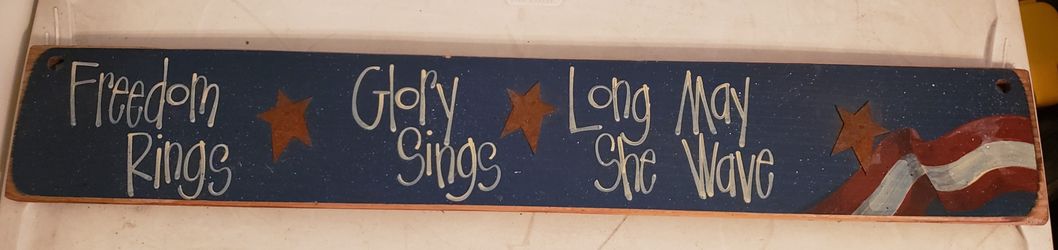 Freedom
Rings
Glory
Sings
Long May
She Wave